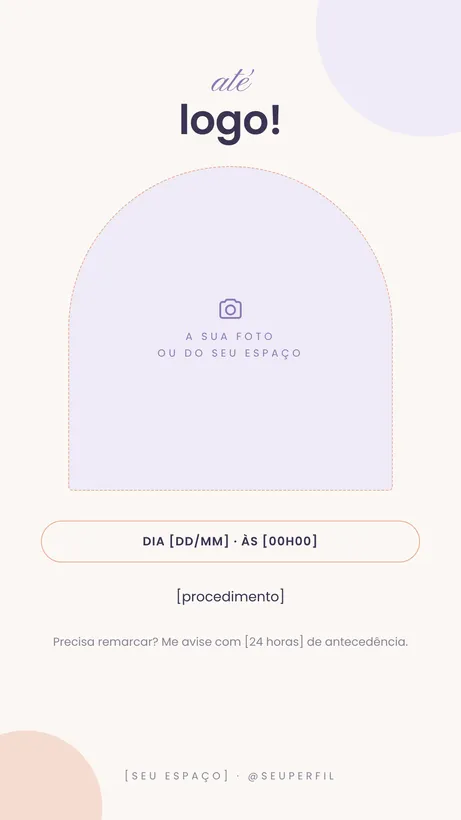 até
logo!
A SUA FOTO
OU DO SEU ESPAÇO
DIA [DD/MM] · ÀS [00H00]
[procedimento]
Precisa remarcar? Me avise com [24 horas] de antecedência.
[SEU ESPAÇO] · @SEUPERFIL